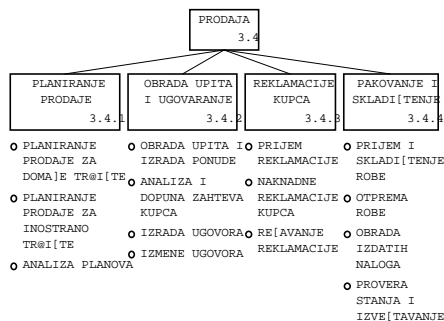 PRODAJA
3.4
PLANIRANJE
PRODAJE
3.4.1
OBRADA UPITA
I UGOVARANJE
3.4.2
REKLAMACIJE
KUPCA
3.4.3
PAKOVANJE I
SKLADI[TENJE
3.4.4
PLANIRANJE
PRODAJE ZA
DOMA]E TR@I[TE
PLANIRANJE
PRODAJE ZA
INOSTRANO
TR@I[TE
ANALIZA PLANOVA
OBRADA UPITA I
IZRADA PONUDE
ANALIZA I
DOPUNA ZAHTEVA
KUPCA
IZRADA UGOVORA
IZMENE UGOVORA
PRIJEM
REKLAMACIJE
NAKNADNE
REKLAMACIJE
KUPCA
RE[AVANJE
REKLAMACIJE
PRIJEM I
SKLADI[TENJE
ROBE
OTPREMA
ROBE
OBRADA
IZDATIH
NALOGA
PROVERA
STANJA I
IZVE[TAVANJE